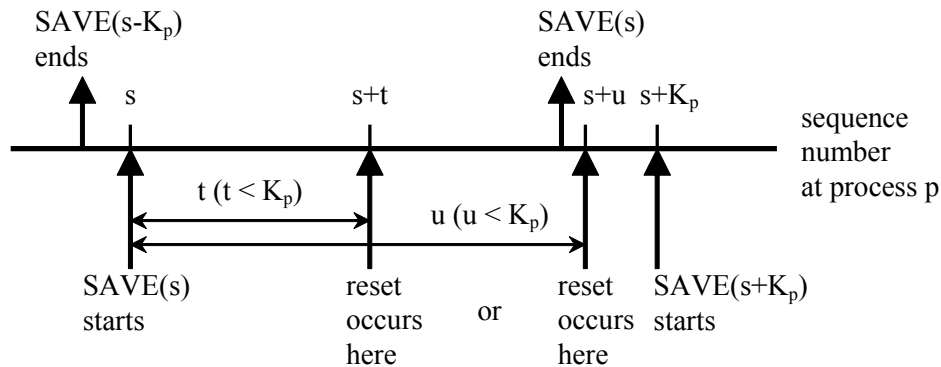 SAVE(s-Kp)
ends
SAVE(s)
ends
s
s+t
s+u
s+Kp
sequence
number
at process p
t (t < Kp)
u (u < Kp)
SAVE(s)
starts
reset
occurs
here
or
reset
occurs
here
SAVE(s+Kp)
starts